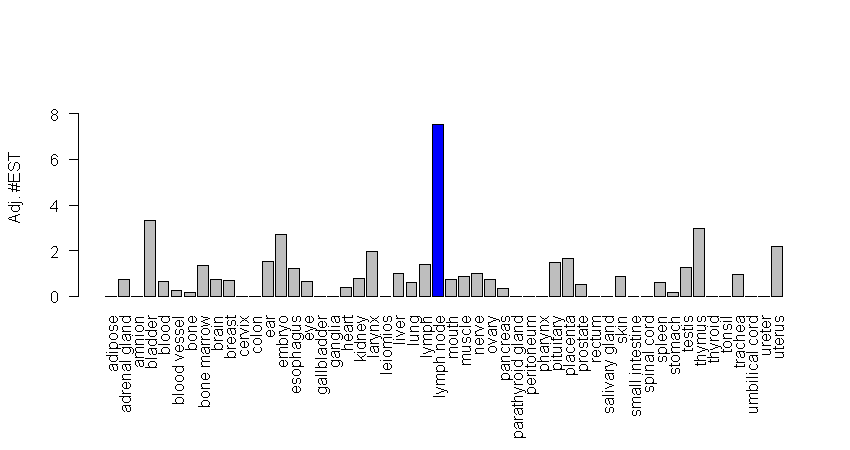 Adj. #EST
8
6
4
2
0
adipose
adrenal gland
amnion
bladder
blood
blood vessel
bone
bone marrow
brain
breast
cervix
colon
ear
embryo
esophagus
eye
gallbladder
ganglia
heart
kidney
larynx
leiomios
liver
lung
lymph
lymph node
mouth
muscle
nerve
ovary
pancreas
parathyroid gland
peritoneum
pharynx
pituitary
placenta
prostate
rectum
salivary gland
skin
small intestine
spinal cord
spleen
stomach
testis
thymus
thyroid
tonsil
trachea
umbilical cord
ureter
uterus